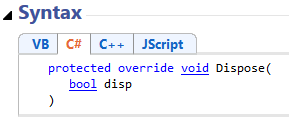 Syntax
VB C# C++ JScript
protected override void Dispose(
bool disp
)